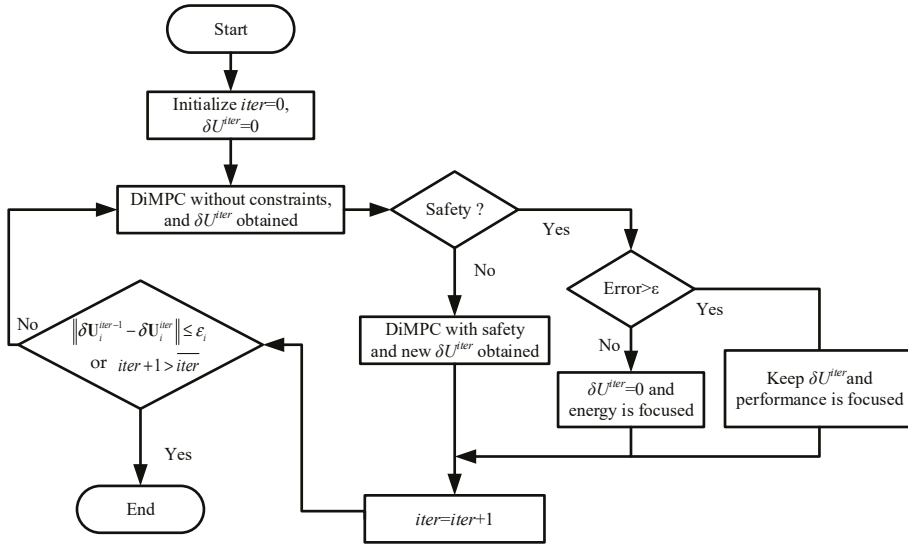 Start
Initialize iter=0,
δU^iter=0
DiMPC without constraints,
and δU^iter obtained
Safety ?
Yes
No
Error>ε
Yes
No
DiMPC with safety
and new δU^iter obtained
δU^iter=0 and
energy is focused
Keep δU^iter and
performance is focused
No
‖δU_i^{iter-1} − δU_i^{iter}‖ ≤ ε_i
or iter+1>\overline{iter}
Yes
End
iter=iter+1